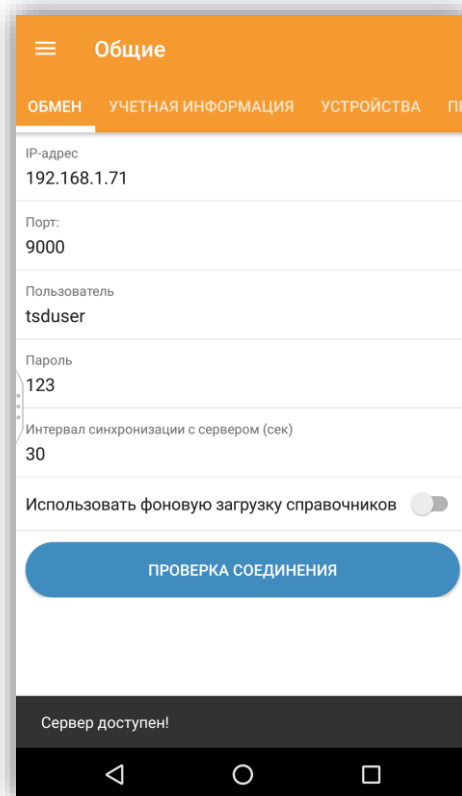 Общие
ОБМЕН УЧЕТНАЯ ИНФОРМАЦИЯ УСТРОЙСТВА
IP-адрес
192.168.1.71
Порт:
9000
Пользователь
tsduser
Пароль
123
Интервал синхронизации с сервером (сек)
30
Использовать фоновую загрузку справочников
ПРОВЕРКА СОЕДИНЕНИЯ
Сервер доступен!